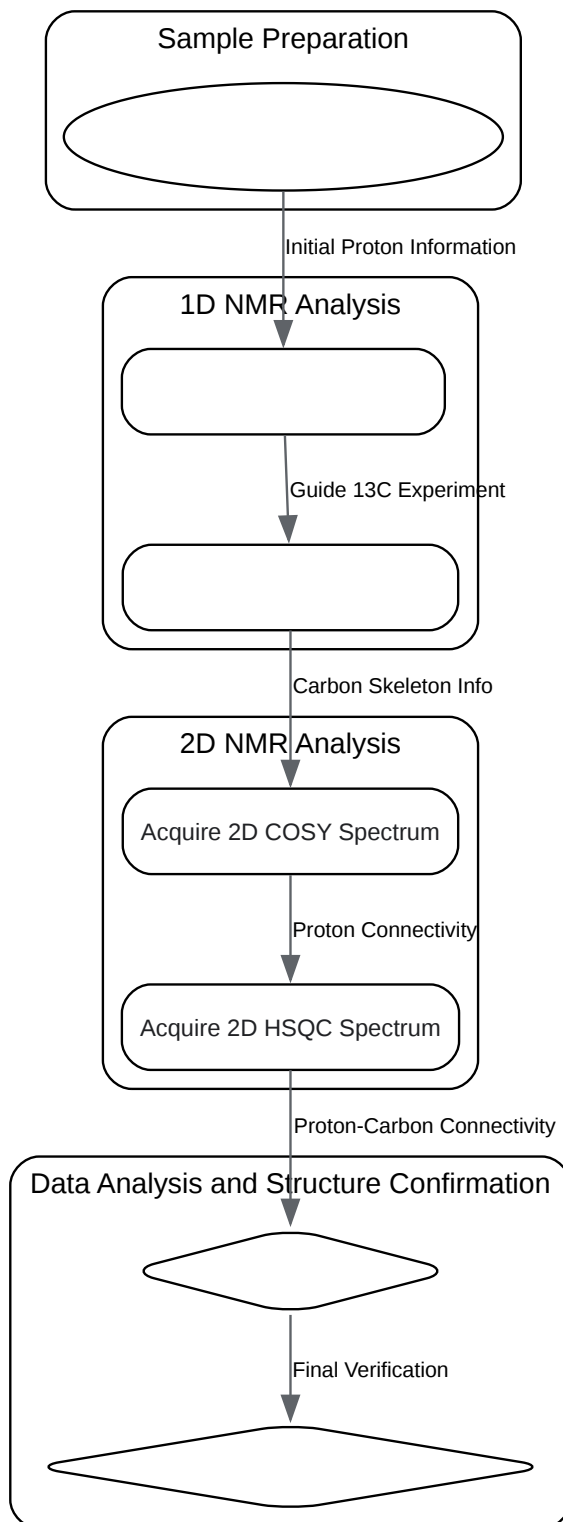 Sample Preparation
Initial Proton Information
1D NMR Analysis
Guide 13C Experiment
Carbon Skeleton Info
2D NMR Analysis
Acquire 2D COSY Spectrum
Proton Connectivity
Acquire 2D HSQC Spectrum
Proton-Carbon Connectivity
Data Analysis and Structure Confirmation
Final Verification